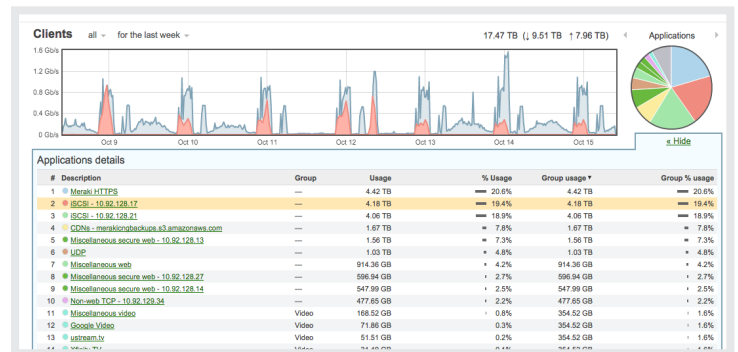 Clients all for the last week 17.47 TB (↓ 9.51 TB ↑ 7.96 TB) Applications
1.6 Gb/s
1.2 Gb/s
0.8 Gb/s
0.4 Gb/s
0 Gb/s
Oct 9 Oct 10 Oct 11 Oct 12 Oct 13 Oct 14 Oct 15
« Hide
Applications details
# Description Group Usage % Usage Group usage ▼ Group % usage
1 Meraki HTTPS — 4.42 TB 20.6% 4.42 TB 20.6%
2 iSCSI - 10.92.128.17 — 4.18 TB 19.4% 4.18 TB 19.4%
3 iSCSI - 10.92.128.21 — 4.06 TB 18.9% 4.06 TB 18.9%
4 CDNs - merakicngbackups.s3.amazonaws.com — 1.67 TB 7.8% 1.67 TB 7.8%
5 Miscellaneous secure web - 10.92.128.13 — 1.56 TB 7.3% 1.56 TB 7.3%
6 UDP — 1.03 TB 4.8% 1.03 TB 4.8%
7 Miscellaneous web — 914.36 GB 4.2% 914.36 GB 4.2%
8 Miscellaneous secure web - 10.92.128.27 — 596.94 GB 2.7% 596.94 GB 2.7%
9 Miscellaneous secure web - 10.92.128.14 — 547.99 GB 2.5% 547.99 GB 2.5%
10 Non-web TCP - 10.92.129.34 — 477.65 GB 2.2% 477.65 GB 2.2%
11 Miscellaneous video Video 168.52 GB 0.8% 354.52 GB 1.6%
12 Google Video Video 71.86 GB 0.3% 354.52 GB 1.6%
13 ustream.tv Video 51.51 GB 0.2% 354.52 GB 1.6%